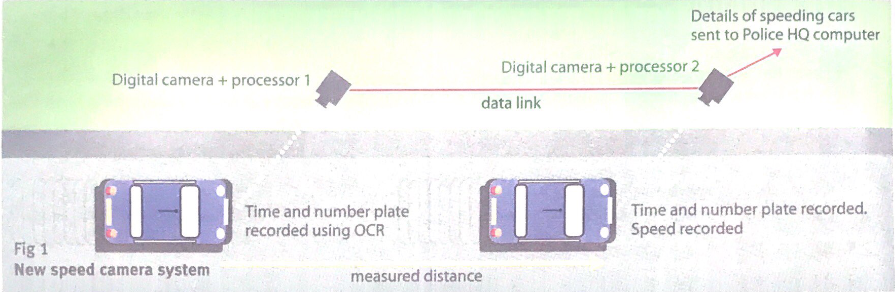 Details of speeding cars
sent to Police HQ computer
Digital camera + processor 1
Digital camera + processor 2
data link
Time and number plate
recorded using OCR
Time and number plate recorded.
Speed recorded
Fig 1
New speed camera system
measured distance